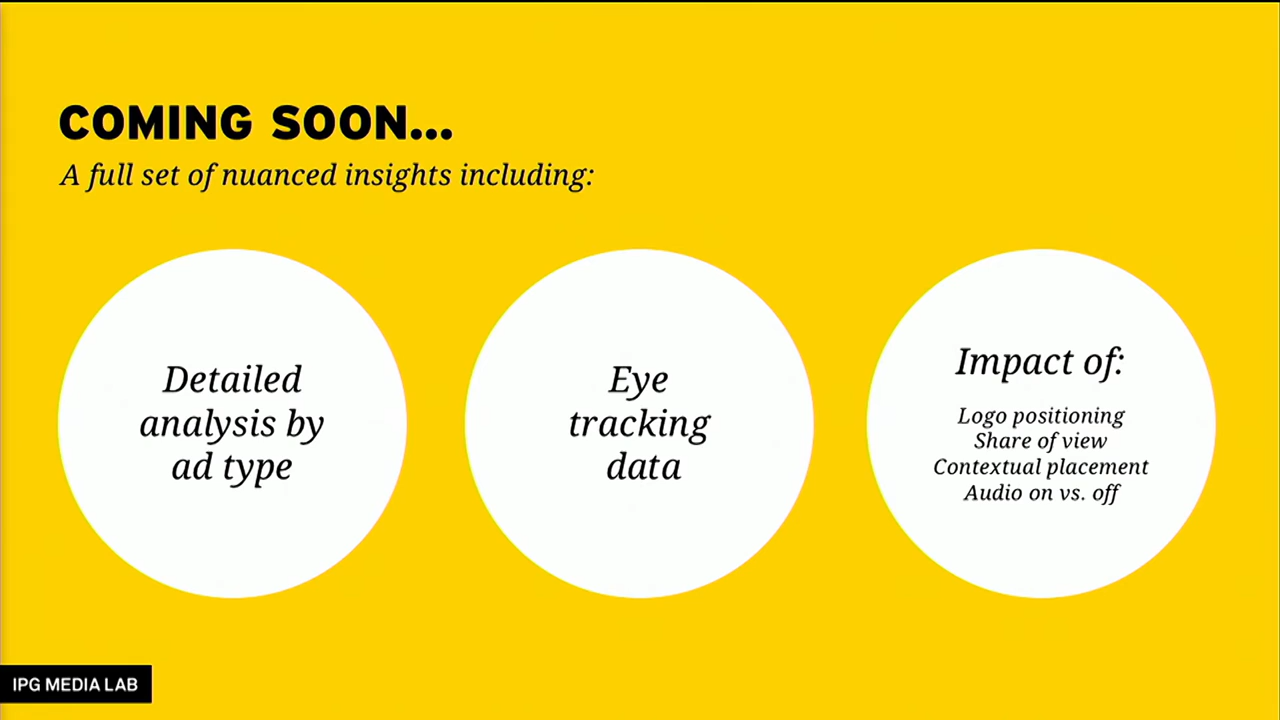 COMING SOON...
A full set of nuanced insights including:
Detailed
analysis by
ad type
Eye
tracking
data
Impact of:
Logo positioning
Share of view
Contextual placement
Audio on vs. off
IPG MEDIA LAB